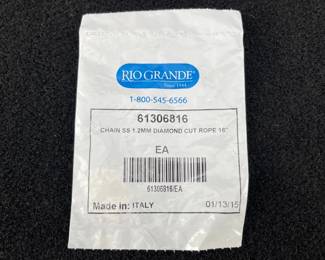 RIO GRANDE
Since 1944
1-800-545-6566
61306816
CHAIN SS 1.2MM DIAMOND CUT ROPE 16"
EA
61306816/EA
Made in: ITALY 01/13/15